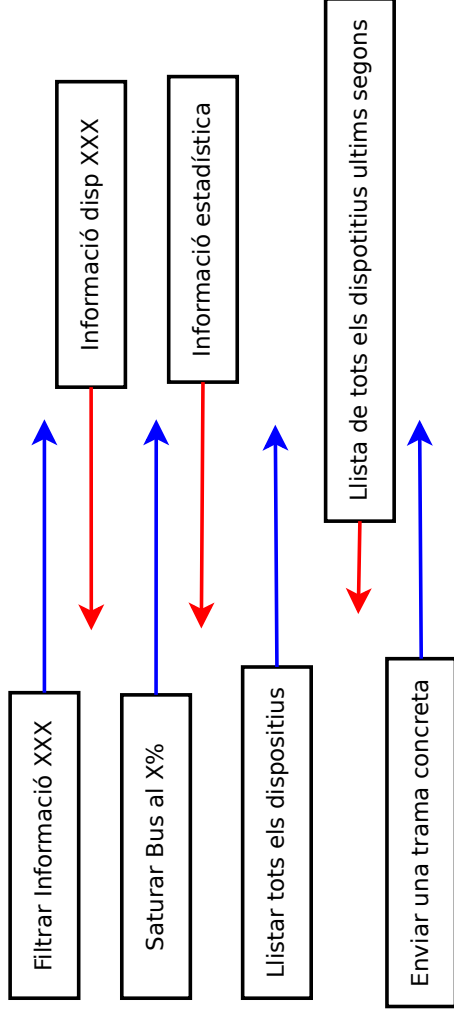 Filtrar Informació XXX
Informació disp XXX
Saturar Bus al X%
Informació estadística
Llistar tots els dispositius
Llista de tots els dispotitius ultims segons
Enviar una trama concreta